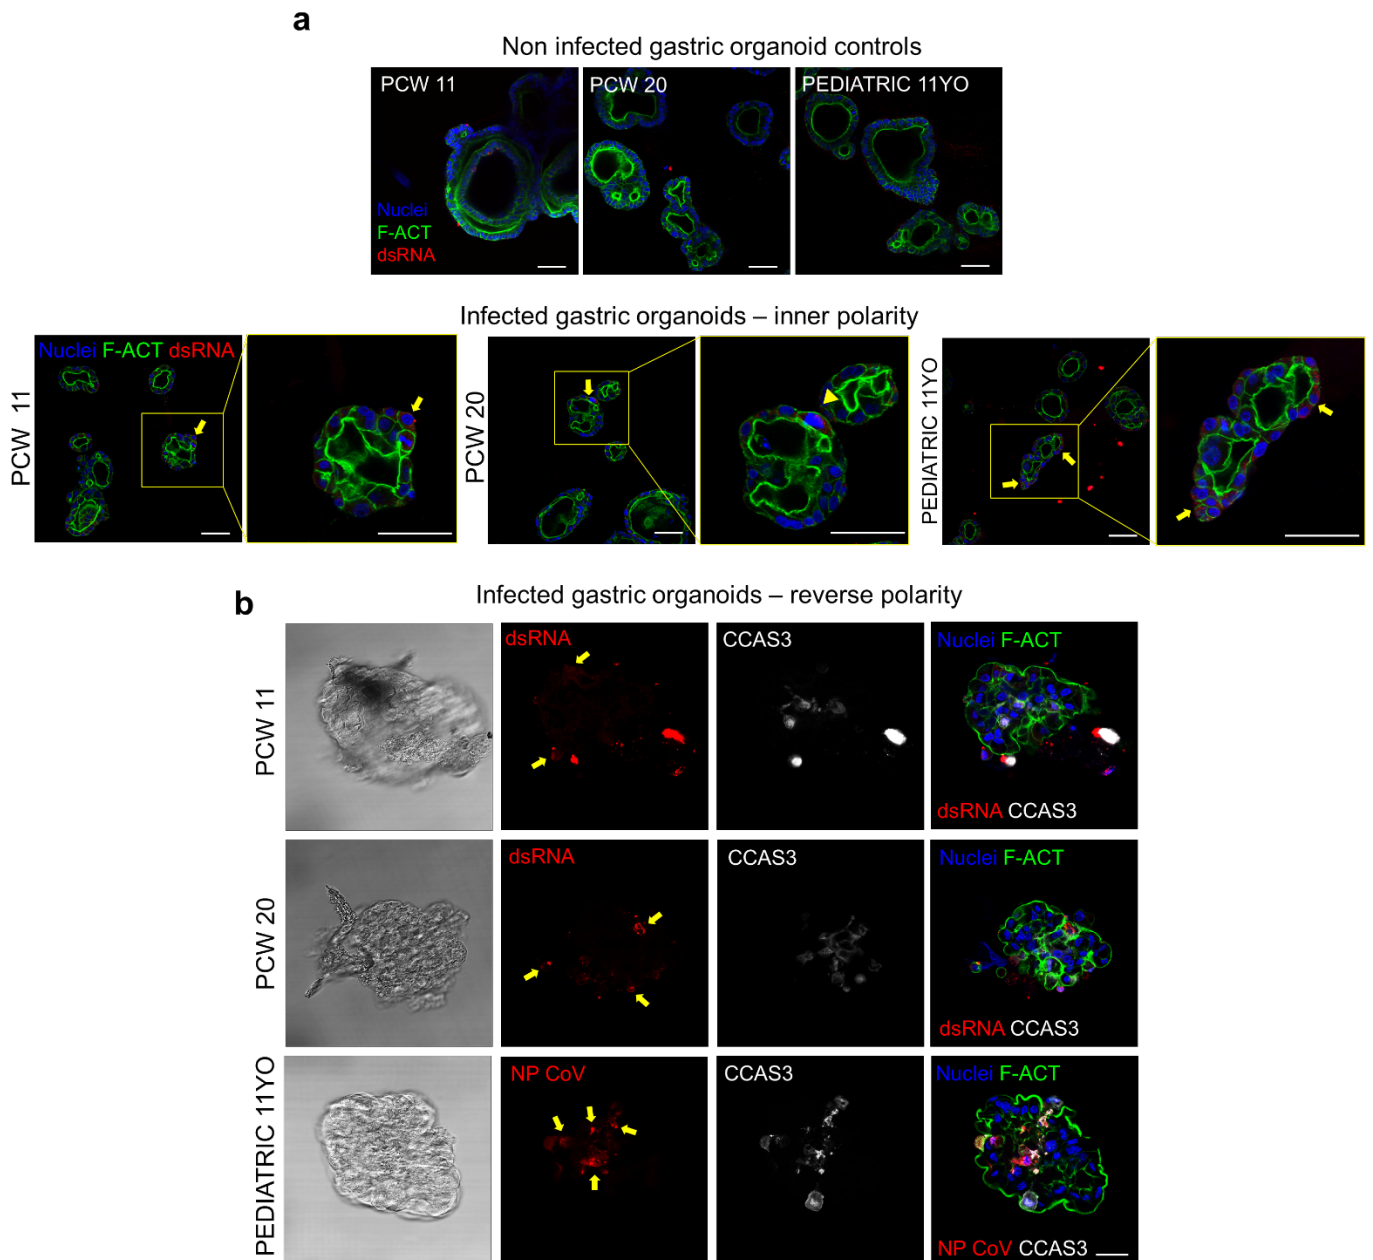 a
Non infected gastric organoid controls
PCW 11
PCW 20
PEDIATRIC 11YO
Nuclei
F-ACT
dsRNA
Infected gastric organoids – inner polarity
PCW 11
Nuclei F-ACT dsRNA
PCW 20
PEDIATRIC 11YO
b
Infected gastric organoids – reverse polarity
PCW 11
dsRNA
CCAS3
Nuclei F-ACT
dsRNA CCAS3
PCW 20
dsRNA
CCAS3
Nuclei F-ACT
dsRNA CCAS3
PEDIATRIC 11YO
NP CoV
CCAS3
Nuclei F-ACT
NP CoV CCAS3